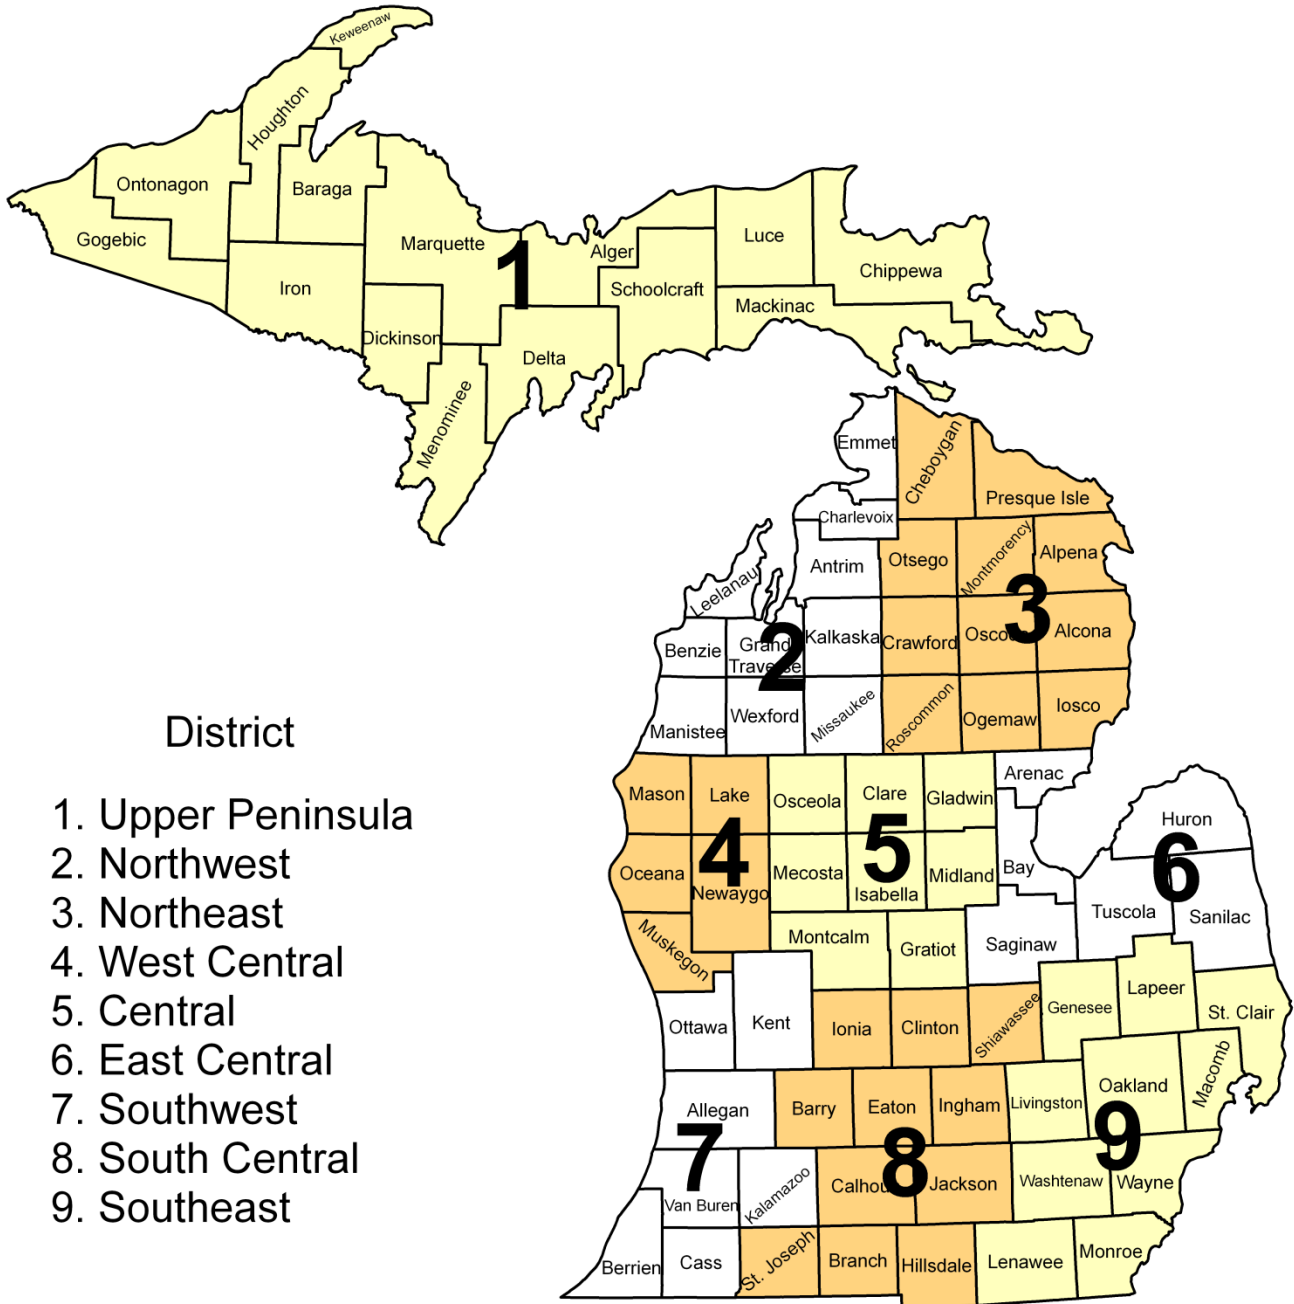 Keweenaw
Houghton
Ontonagon
Baraga
Gogebic
Marquette
1
Alger
Luce
Chippewa
Iron
Schoolcraft
Mackinac
Dickinson
Delta
Menominee
Emmet
Cheboygan
Presque Isle
Charlevoix
Antrim
Otsego
Montmorency
Alpena
Leelanau
3
Benzie
Grand
Traverse
2
Kalkaska
Crawford
Alcona
Manistee
Wexford
Missaukee
Roscommon
Ogemaw
Iosco
District
1. Upper Peninsula
2. Northwest
3. Northeast
4. West Central
5. Central
6. East Central
7. Southwest
8. South Central
9. Southeast
Mason
Lake
Osceola
Clare
Gladwin
Arenac
Huron
4
5
6
Oceana
Newaygo
Mecosta
Isabella
Midland
Bay
Tuscola
Sanilac
Muskegon
Montcalm
Gratiot
Saginaw
Lapeer
Genesee
St. Clair
Ottawa
Kent
Ionia
Clinton
Shiawassee
Oakland
Macomb
Allegan
Barry
Eaton
Ingham
Livingston
7
8
9
Van Buren
Kalamazoo
Jackson
Washtenaw
Wayne
Berrien
Cass
St. Joseph
Branch
Hillsdale
Lenawee
Monroe